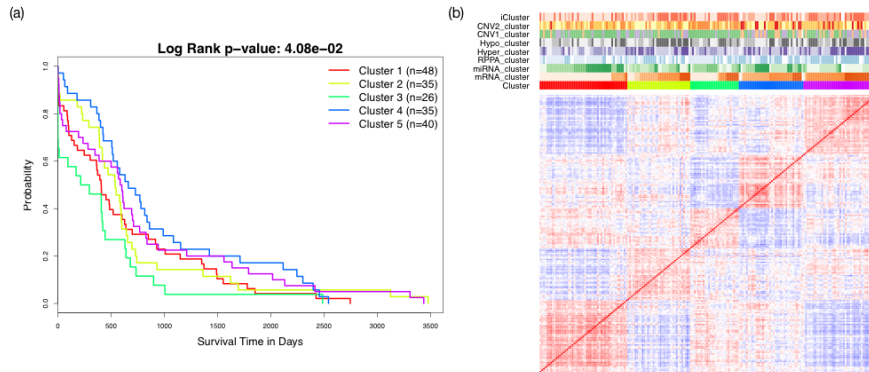 (a)
Log Rank p-value: 4.08e-02
Cluster 1 (n=48)
Cluster 2 (n=35)
Cluster 3 (n=26)
Cluster 4 (n=35)
Cluster 5 (n=40)
Probability
1.0
0.8
0.6
0.4
0.2
0.0
0 500 1000 1500 2000 2500 3000 3500
Survival Time in Days
(b)
iCluster
CNV2_cluster
CNV1_cluster
Hypo_cluster
Hyper_cluster
RPPA_cluster
miRNA_cluster
mRNA_cluster
Cluster